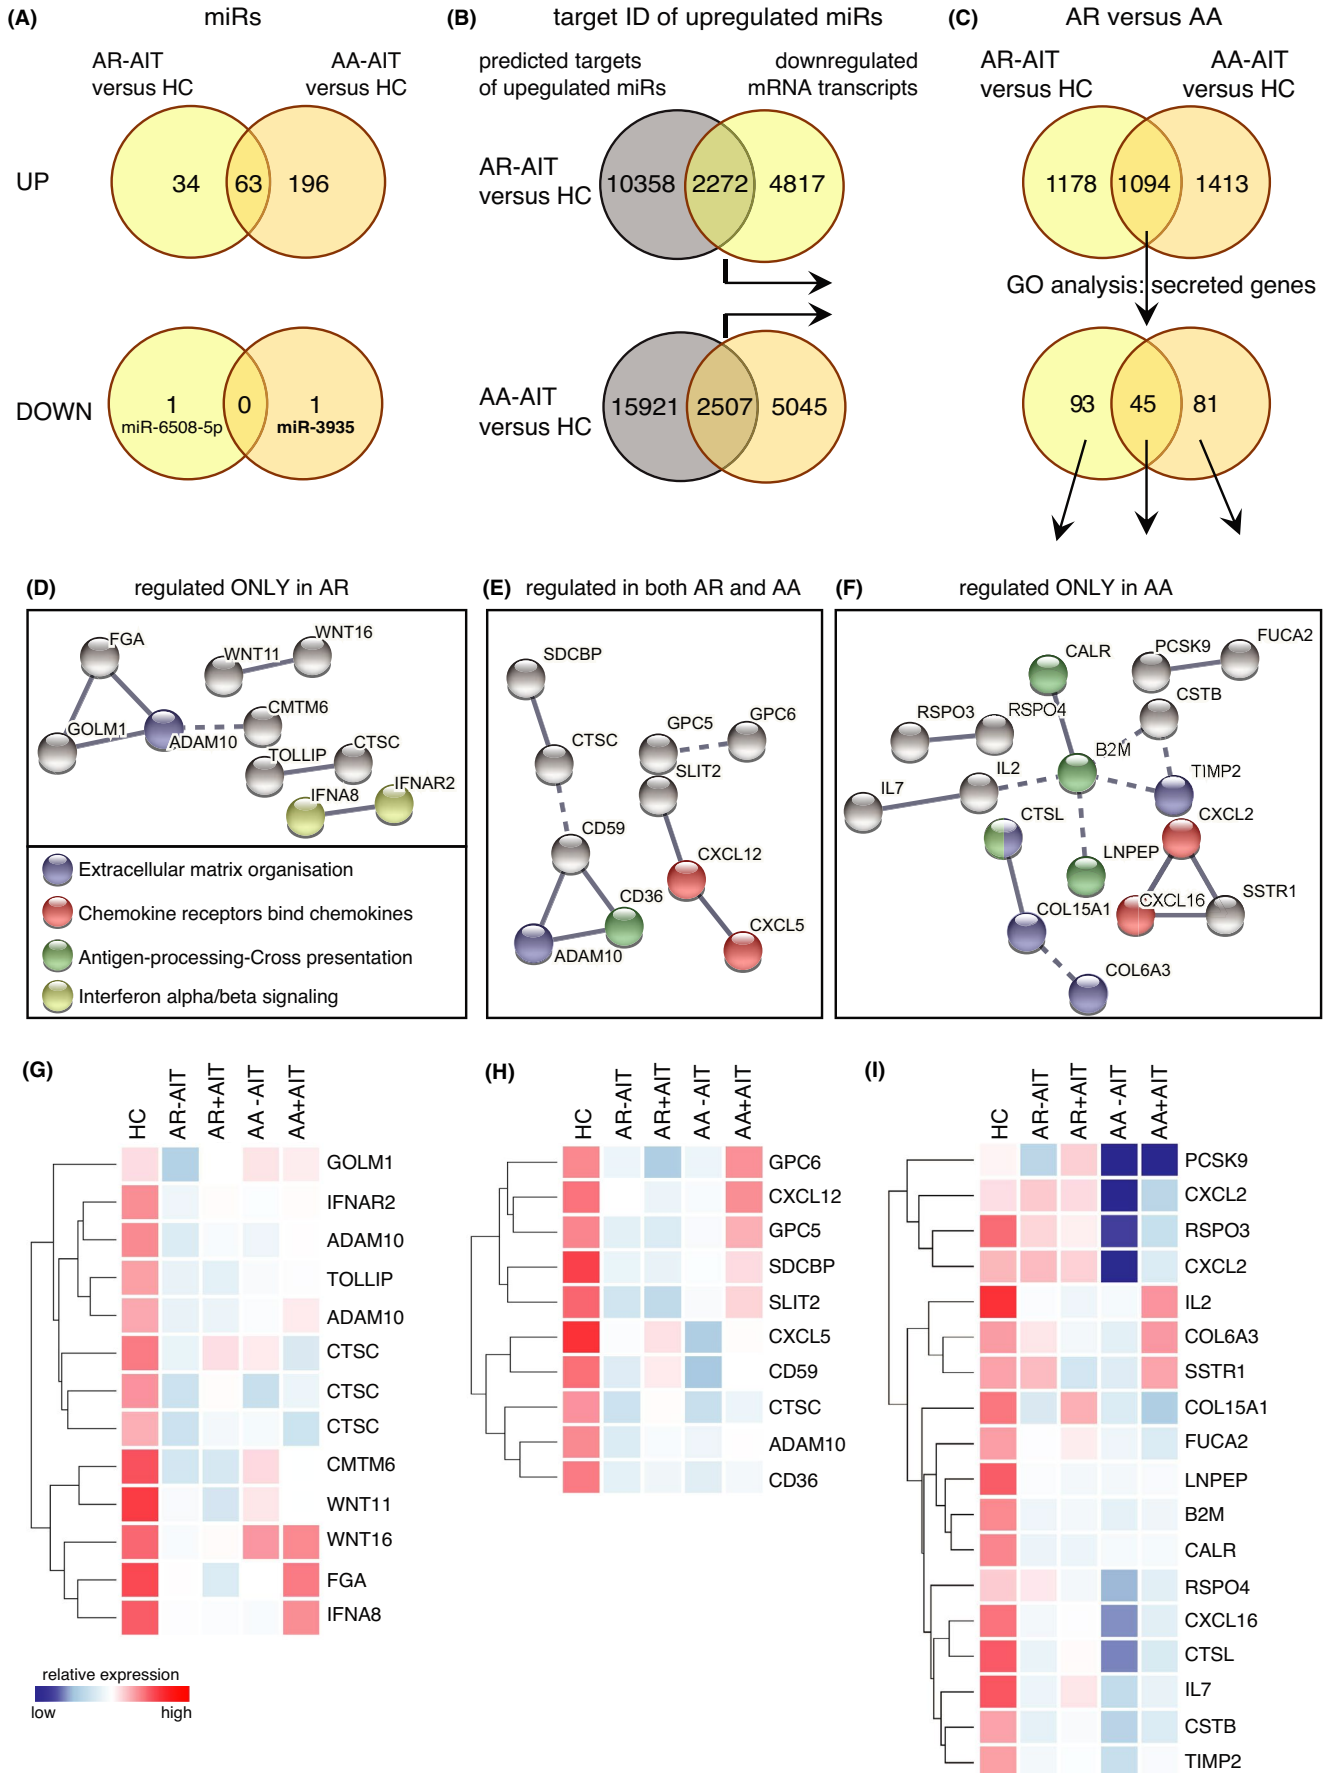 (A) miRs
AR-AIT versus HC
AA-AIT versus HC
UP
34 63 196
DOWN
1 0 1
miR-6508-5p miR-3935
(B) target ID of upregulated miRs
predicted targets of upegulated miRs
downregulated mRNA transcripts
AR-AIT versus HC
10358 2272 4817
AA-AIT versus HC
15921 2507 5045
(C) AR versus AA
AR-AIT versus HC
AA-AIT versus HC
1178 1094 1413
GO analysis: secreted genes
93 45 81
(D) regulated ONLY in AR
FGA
WNT16
WNT11
GOLM1
CMTM6
ADAM10
TOLLIP
CTSC
IFNA8
IFNAR2
Extracellular matrix organisation
Chemokine receptors bind chemokines
Antigen-processing-Cross presentation
Interferon alpha/beta signaling
(E) regulated in both AR and AA
SDCBP
CTSC
GPC5
GPC6
SLIT2
CD59
CXCL12
CD36
ADAM10
CXCL5
(F) regulated ONLY in AA
CALR
PCSK9
FUCA2
CSTB
RSPO3
RSPO4
B2M
IL7
IL2
TIMP2
CTSL
CXCL2
LNPEP
CXCL16
SSTR1
COL15A1
COL6A3
(G)
HC
AR-AIT
AR+AIT
AA -AIT
AA+AIT
GOLM1
IFNAR2
ADAM10
TOLLIP
ADAM10
CTSC
CTSC
CTSC
CMTM6
WNT11
WNT16
FGA
IFNA8
relative expression
low high
(H)
HC
AR-AIT
AR+AIT
AA -AIT
AA+AIT
GPC6
CXCL12
GPC5
SDCBP
SLIT2
CXCL5
CD59
CTSC
ADAM10
CD36
(I)
HC
AR-AIT
AR+AIT
AA -AIT
AA+AIT
PCSK9
CXCL2
RSPO3
CXCL2
IL2
COL6A3
SSTR1
COL15A1
FUCA2
LNPEP
B2M
CALR
RSPO4
CXCL16
CTSL
IL7
CSTB
TIMP2